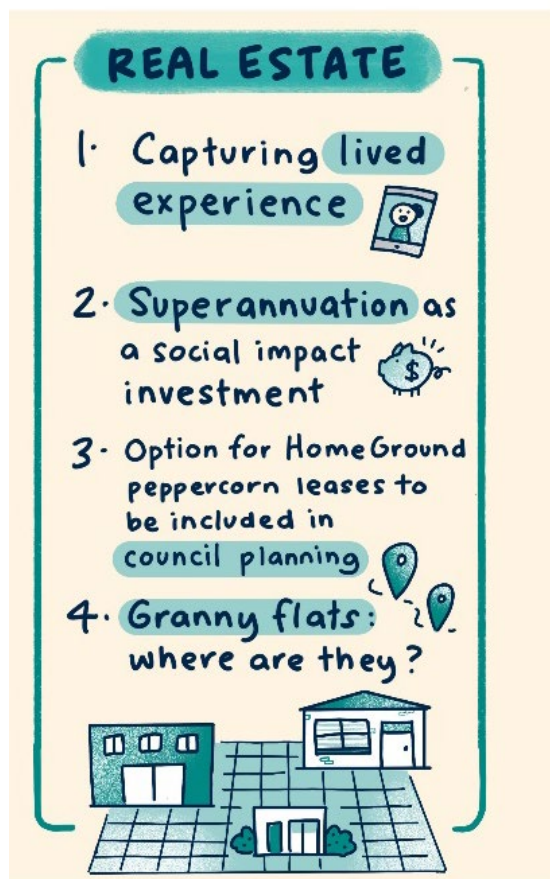 REAL ESTATE
1. Capturing lived
experience
2. Superannuation as
a social impact
$
investment
3. Option for HomeGround
peppercorn leases to
be included in
council planning
4. Granny flats:
where are they?